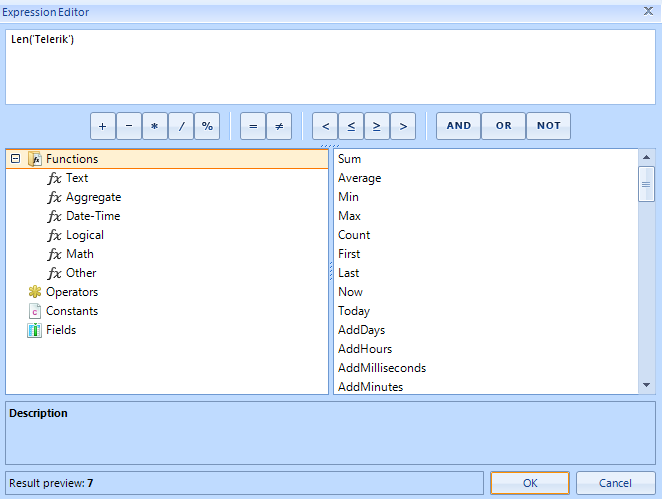 Expression Editor
Len('Telerik')
+ - * / % = ≠ < ≤ ≥ > AND OR NOT
Functions
fx Text
fx Aggregate
fx Date-Time
fx Logical
fx Math
fx Other
Operators
c Constants
Fields
Sum
Average
Min
Max
Count
First
Last
Now
Today
AddDays
AddHours
AddMilliseconds
AddMinutes
Description
Result preview: 7
OK
Cancel